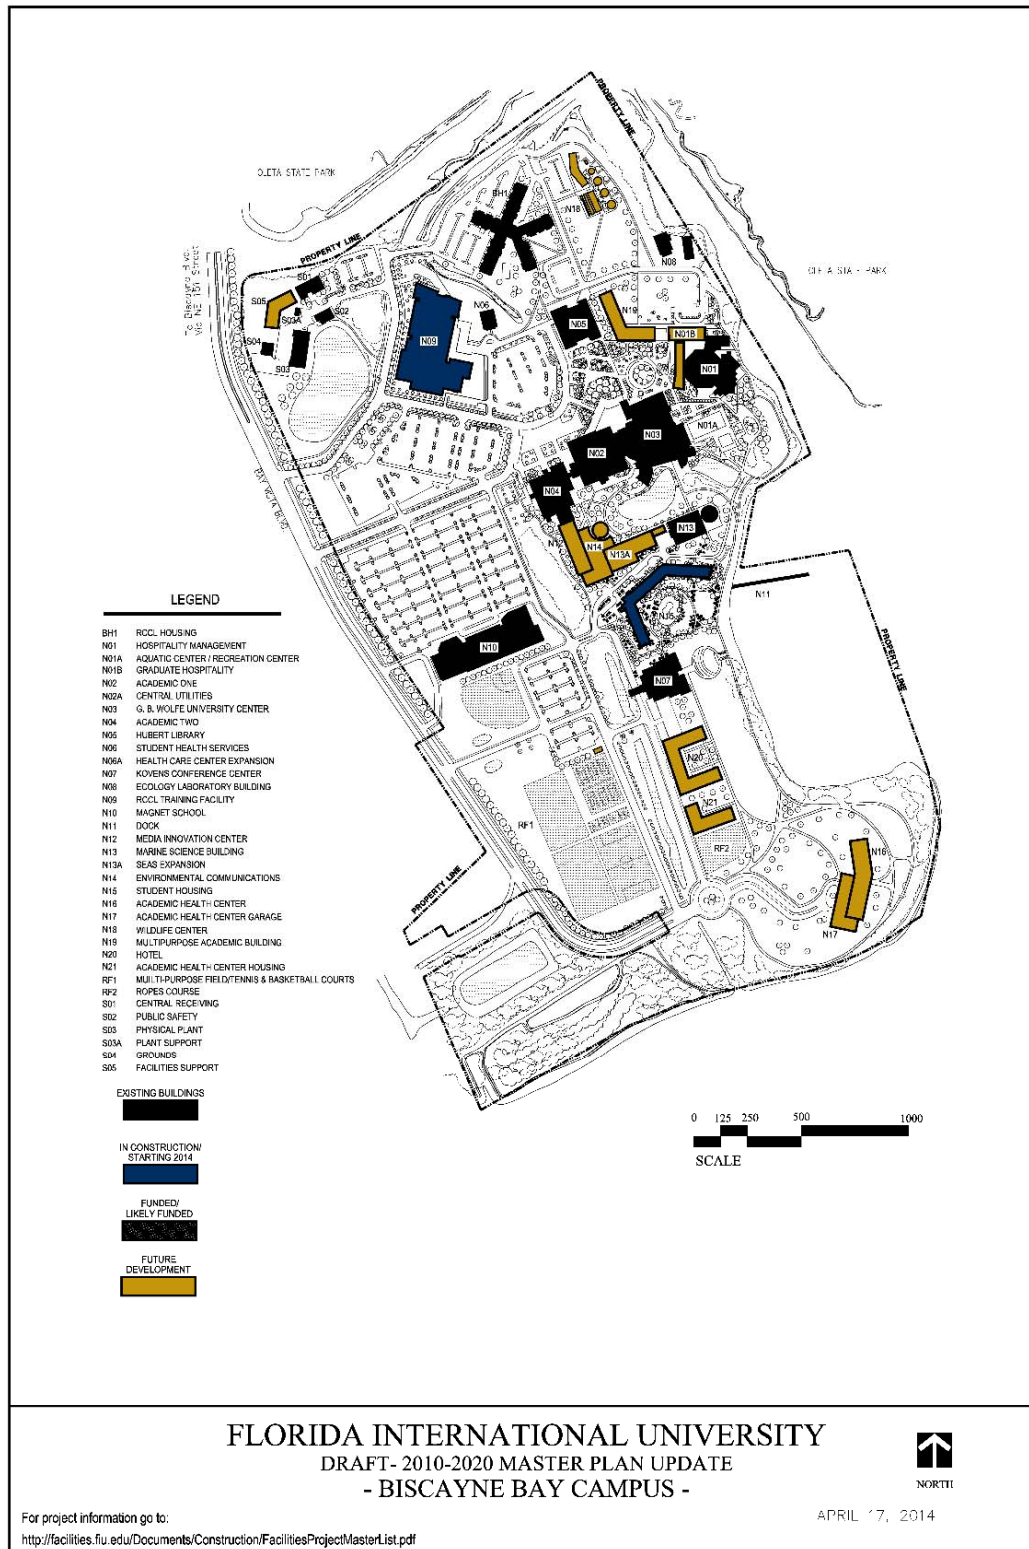 PROPERTY LINE
OLETA STATE PARK
BH1
N18
PROPERTY LINE
N08
OLETA STATE PARK
S01
S05
S03A
S02
S04
S03
N06
N05
N19
N09
N01B
N01
N01A
N03
N02
N04
N13
N12
N14
N13A
BAY VISTA BLVD
N11
N15
N10
N07
PROPERTY LINE
N20
N21
RF1
RF2
N16
N17
PROPERTY LINE
LEGEND
BH1 RCCL HOUSING
N01 HOSPITALITY MANAGEMENT
N01A AQUATIC CENTER / RECREATION CENTER
N01B GRADUATE HOSPITALITY
N02 ACADEMIC ONE
N02A CENTRAL UTILITIES
N03 G. B. WOLFE UNIVERSITY CENTER
N04 ACADEMIC TWO
N05 HUBERT LIBRARY
N06 STUDENT HEALTH SERVICES
N06A HEALTH CARE CENTER EXPANSION
N07 KOVENS CONFERENCE CENTER
N08 ECOLOGY LABORATORY BUILDING
N09 RCCL TRAINING FACILITY
N10 MAGNET SCHOOL
N11 DOCK
N12 MEDIA INNOVATION CENTER
N13 MARINE SCIENCE BUILDING
N13A SEAS EXPANSION
N14 ENVIRONMENTAL COMMUNICATIONS
N15 STUDENT HOUSING
N16 ACADEMIC HEALTH CENTER
N17 ACADEMIC HEALTH CENTER GARAGE
N18 WILDLIFE CENTER
N19 MULTIPURPOSE ACADEMIC BUILDING
N20 HOTEL
N21 ACADEMIC HEALTH CENTER HOUSING
RF1 MULTI-PURPOSE FIELD/TENNIS & BASKETBALL COURTS
RF2 ROPES COURSE
S01 CENTRAL RECEIVING
S02 PUBLIC SAFETY
S03 PHYSICAL PLANT
S03A PLANT SUPPORT
S04 GROUNDS
S05 FACILITIES SUPPORT
EXISTING BUILDINGS
IN CONSTRUCTION/
STARTING 2014
FUNDED/
LIKELY FUNDED
FUTURE
DEVELOPMENT
0 125 250 500 1000
SCALE
FLORIDA INTERNATIONAL UNIVERSITY
DRAFT- 2010-2020 MASTER PLAN UPDATE
- BISCAYNE BAY CAMPUS -
NORTH
APRIL 17, 2014
For project information go to:
http://facilities.fiu.edu/Documents/Construction/FacilitiesProjectMasterList.pdf